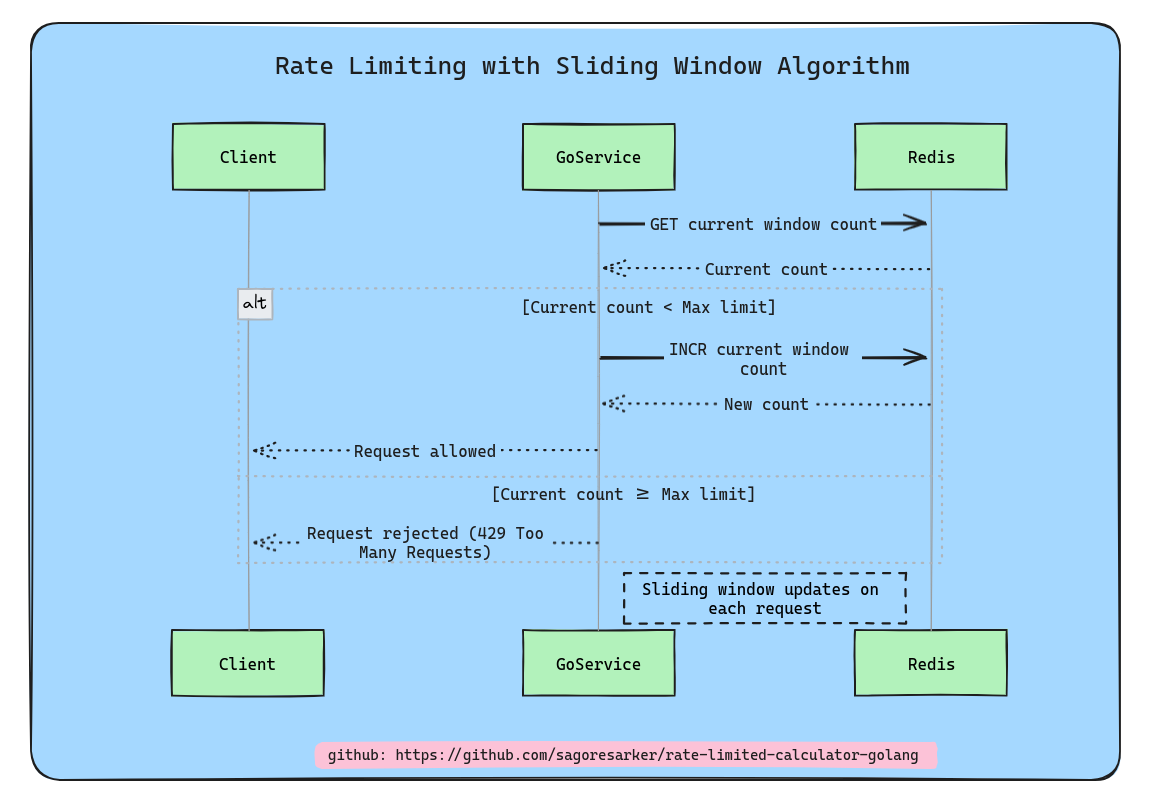 Rate Limiting with Sliding Window Algorithm
Client
GoService
Redis
GET current window count
Current count
alt
[Current count < Max limit]
INCR current window
count
New count
Request allowed
[Current count ≥ Max limit]
Request rejected (429 Too
Many Requests)
Sliding window updates on
each request
Client
GoService
Redis
github: https://github.com/sagoresarker/rate-limited-calculator-golang